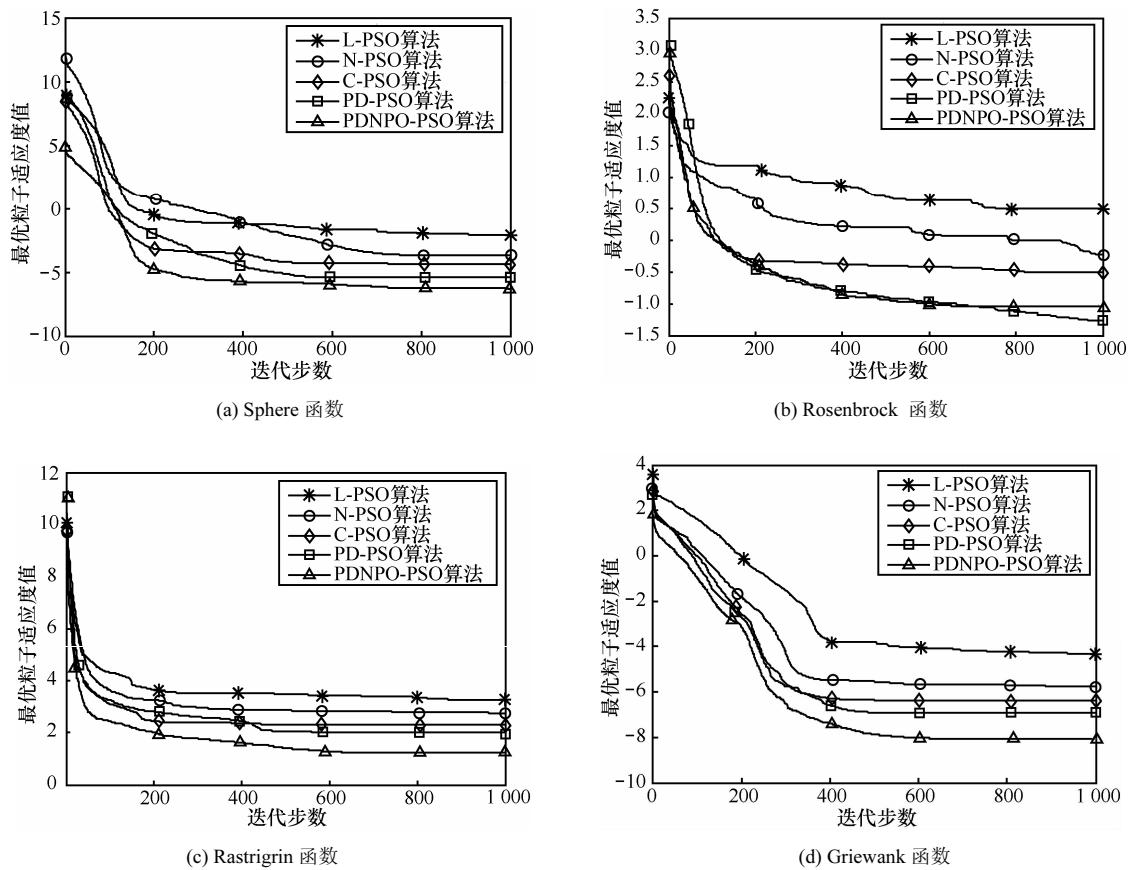 15
10
5
0
−5
−10
最优粒子适应度值
L-PSO算法
N-PSO算法
C-PSO算法
PD-PSO算法
PDNPO-PSO算法
0 200 400 600 800 1 000
迭代步数
(a) Sphere 函数
3.5
3.0
2.5
2.0
1.5
1.0
0.5
0
−0.5
−1.0
−1.5
最优粒子适应度值
L-PSO算法
N-PSO算法
C-PSO算法
PD-PSO算法
PDNPO-PSO算法
0 200 400 600 800 1 000
迭代步数
(b) Rosenbrock 函数
12
10
8
6
4
2
0
最优粒子适应度值
L-PSO算法
N-PSO算法
C-PSO算法
PD-PSO算法
PDNPO-PSO算法
200 400 600 800 1 000
迭代步数
(c) Rastrigrin 函数
4
2
0
−2
−4
−6
−8
−10
最优粒子适应度值
L-PSO算法
N-PSO算法
C-PSO算法
PD-PSO算法
PDNPO-PSO算法
0 200 400 600 800 1 000
迭代步数
(d) Griewank 函数